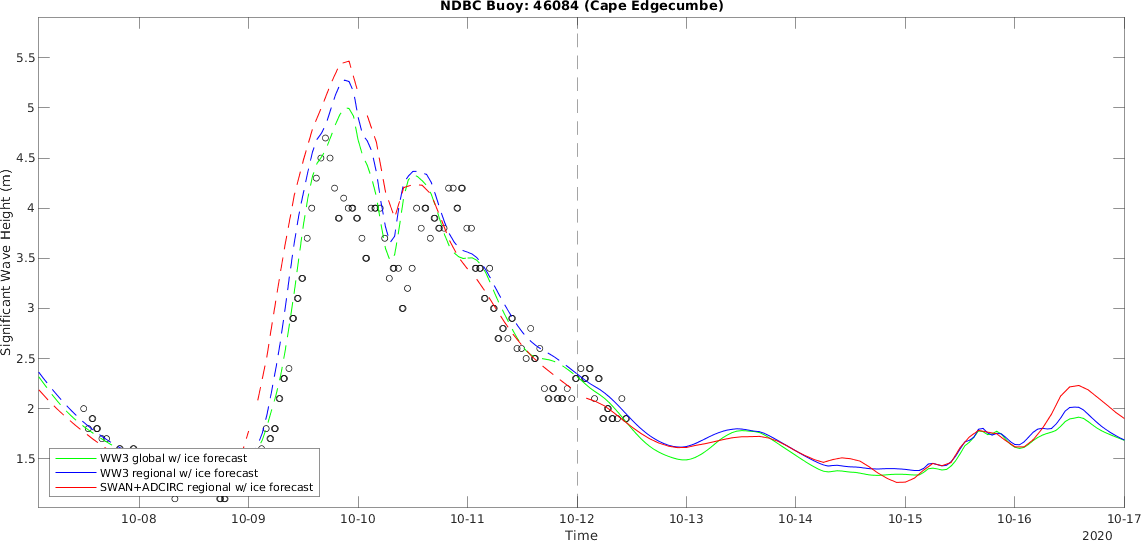 NDBC Buoy: 46084 (Cape Edgecumbe)
Significant Wave Height (m)
5.5
5
4.5
4
3.5
3
2.5
2
1.5
WW3 global w/ ice forecast
WW3 regional w/ ice forecast
SWAN+ADCIRC regional w/ ice forecast
10-08 10-09 10-10 10-11 10-12 10-13 10-14 10-15 10-16 10-17
Time
2020